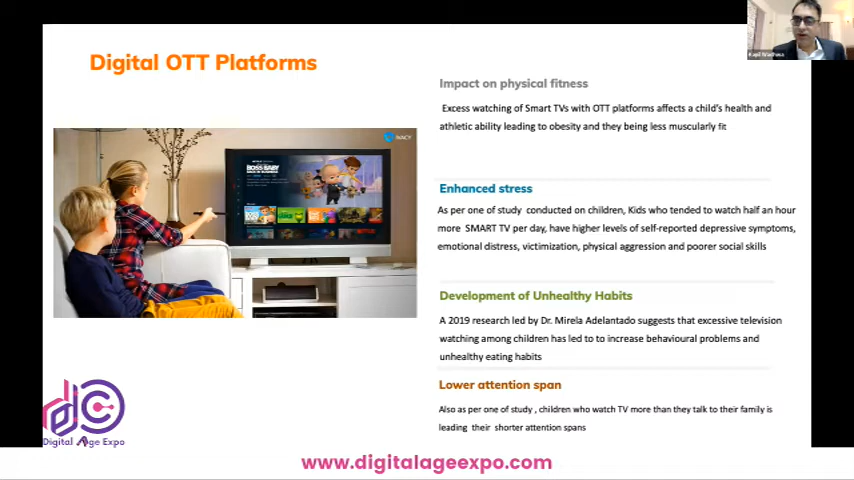 Digital OTT Platforms
Impact on physical fitness
Excess watching of Smart TVs with OTT platforms affects a child's health and
athletic ability leading to obesity and they being less muscularly fit
Enhanced stress
As per one of study conducted on children, Kids who tended to watch half an hour
more SMART TV per day, have higher levels of self-reported depressive symptoms,
emotional distress, victimization, physical aggression and poorer social skills
Development of Unhealthy Habits
A 2019 research led by Dr. Mirela Adelantado suggests that excessive television
watching among children has led to to increase behavioural problems and
unhealthy eating habits
Lower attention span
Also as per one of study , children who watch TV more than they talk to their family is
leading their shorter attention spans
BOSS BABY
Digital Age Expo
www.digitalageexpo.com